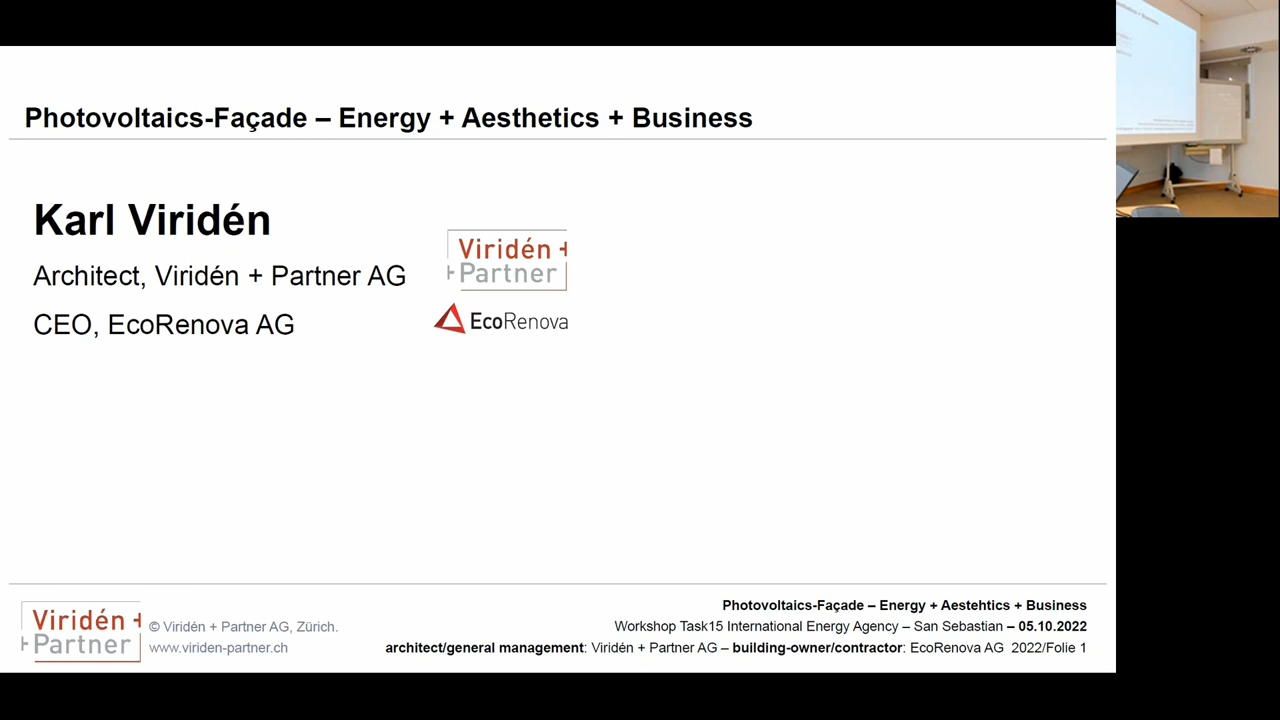 Photovoltaics-Façade – Energy + Aesthetics + Business
Karl Viridén
Architect, Viridén + Partner AG
CEO, EcoRenova AG
Viridén +
+Partner
EcoRenova
Viridén +
+Partner
© Viridén + Partner AG, Zürich.
www.viriden-partner.ch
Photovoltaics-Façade – Energy + Aestehtics + Business
Workshop Task15 International Energy Agency – San Sebastian – 05.10.2022
architect/general management: Viridén + Partner AG – building-owner/contractor: EcoRenova AG 2022/Folie 1